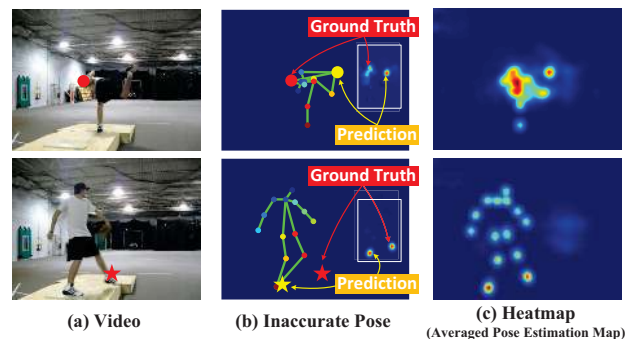 Ground Truth
Prediction
Ground Truth
Prediction
(a) Video
(b) Inaccurate Pose
(c) Heatmap
(Averaged Pose Estimation Map)